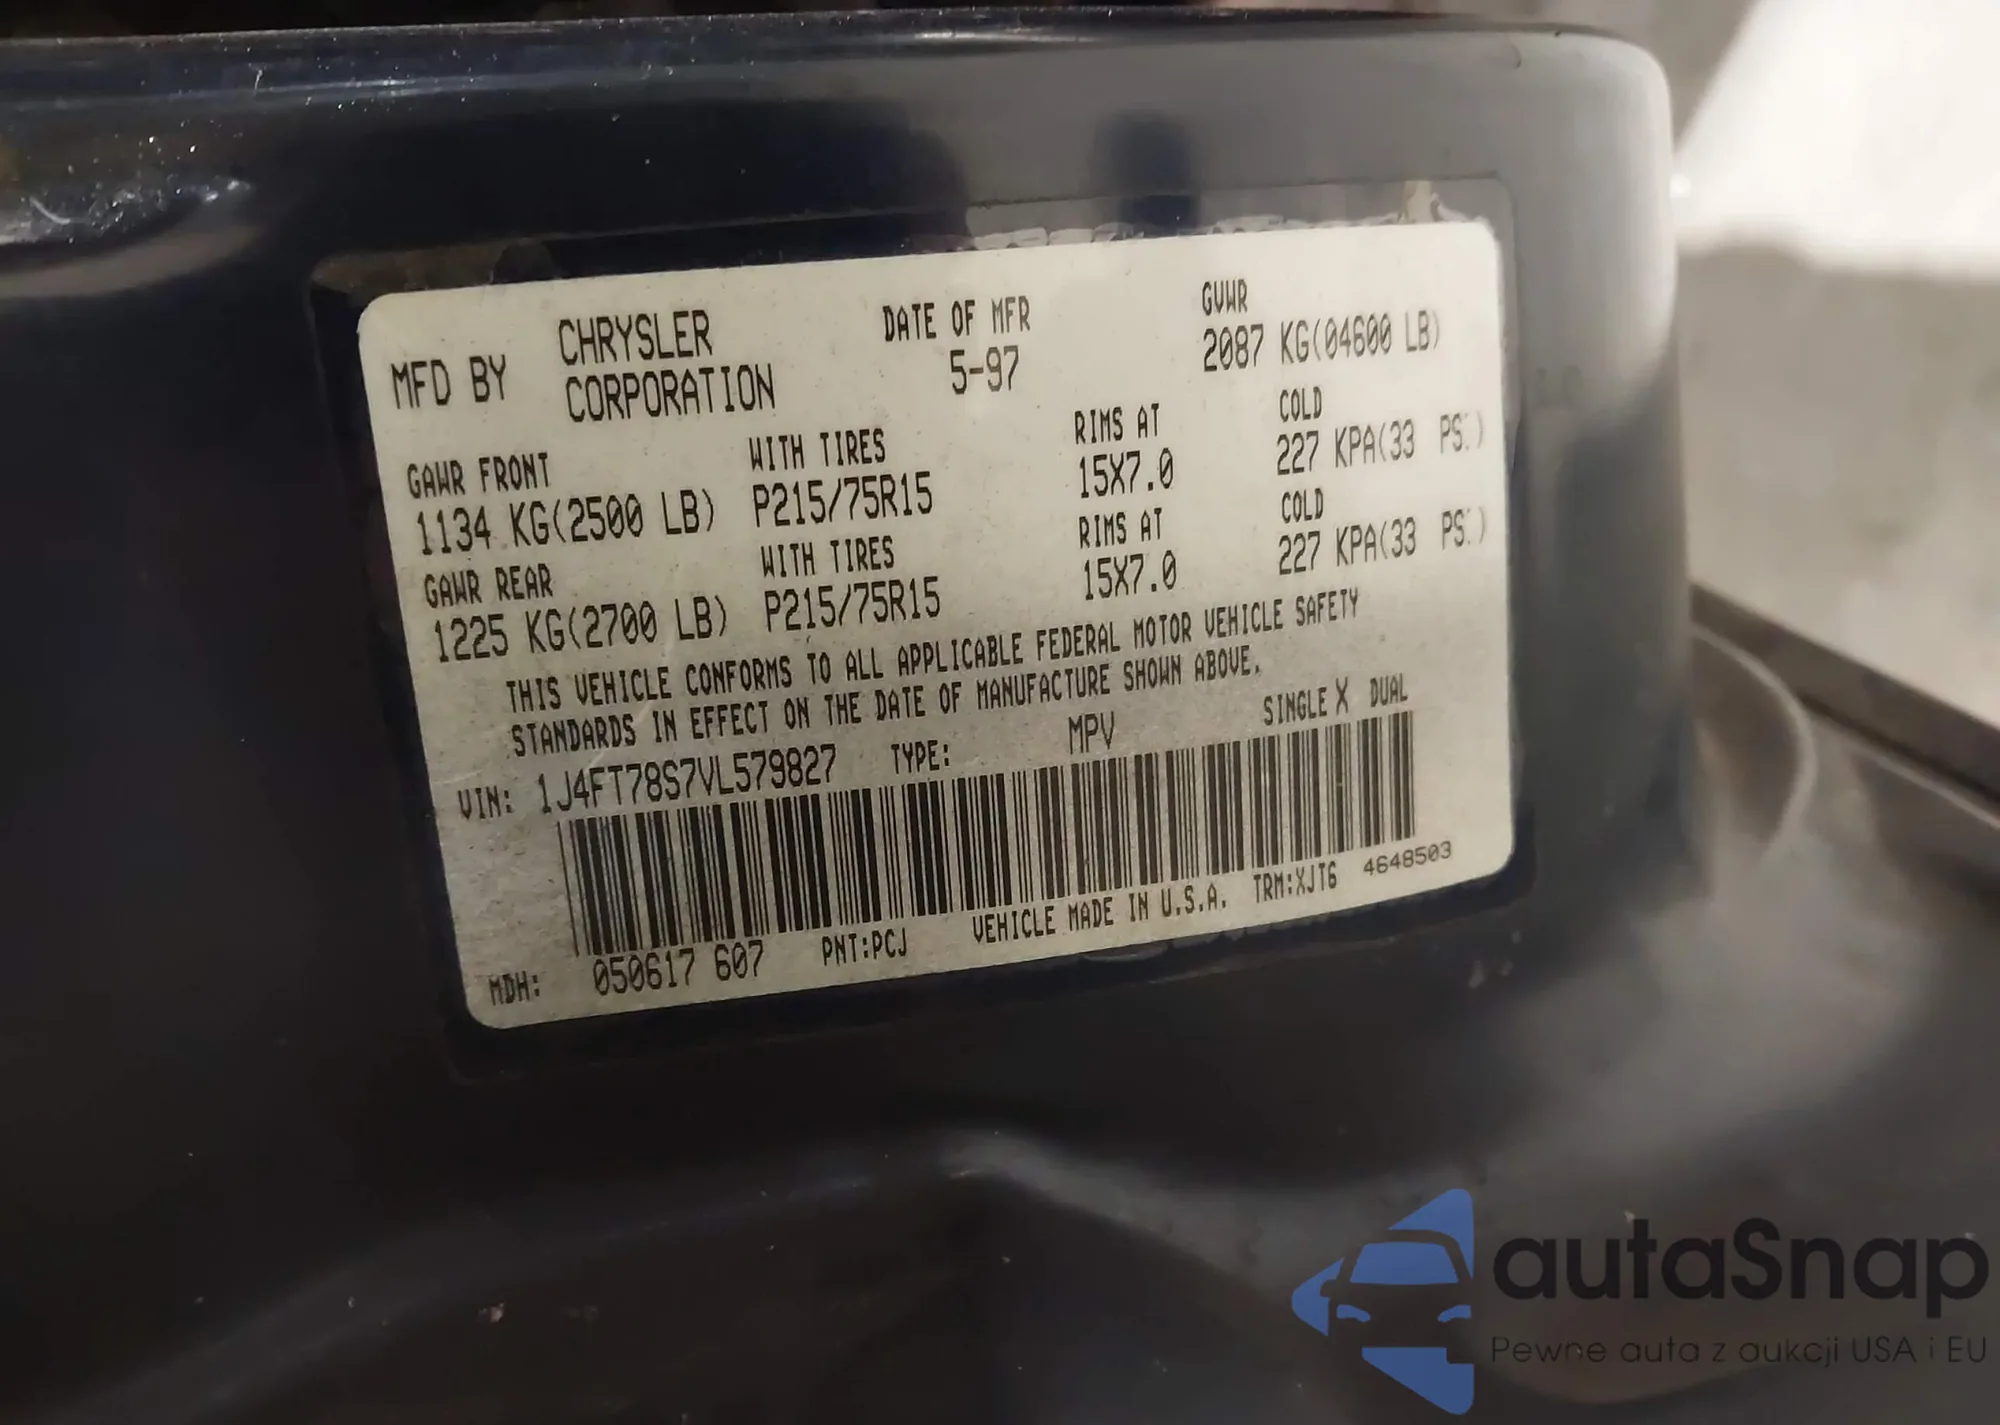 MFD BY CHRYSLER CORPORATION DATE OF MFR 5-97 GVWR 2087 KG(04600 LB)
GAWR FRONT WITH TIRES RIMS AT COLD
1134 KG(2500 LB) P215/75R15 15X7.0 227 KPA(33 PSI)
GAWR REAR WITH TIRES RIMS AT COLD
1225 KG(2700 LB) P215/75R15 15X7.0 227 KPA(33 PSI)
THIS VEHICLE CONFORMS TO ALL APPLICABLE FEDERAL MOTOR VEHICLE SAFETY
STANDARDS IN EFFECT ON THE DATE OF MANUFACTURE SHOWN ABOVE.
VIN: 1J4FT78S7VL579827 TYPE: MPV SINGLE X DUAL
MDH: 050617 607 PNT:PCJ VEHICLE MADE IN U.S.A. TRM:XJT6 4648503
autaSnap
Pewne auta z aukcji USA i EU